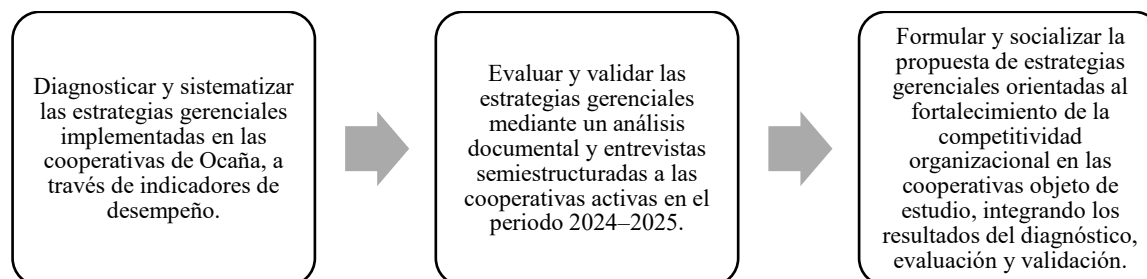 Diagnosticar y sistematizar
las estrategias gerenciales
implementadas en las
cooperativas de Ocaña, a
través de indicadores de
desempeño.
Evaluar y validar las
estrategias gerenciales
mediante un análisis
documental y entrevistas
semiestructuradas a las
cooperativas activas en el
periodo 2024–2025.
Formular y socializar la
propuesta de estrategias
gerenciales orientadas al
fortalecimiento de la
competitividad
organizacional en las
cooperativas objeto de
estudio, integrando los
resultados del diagnóstico,
evaluación y validación.